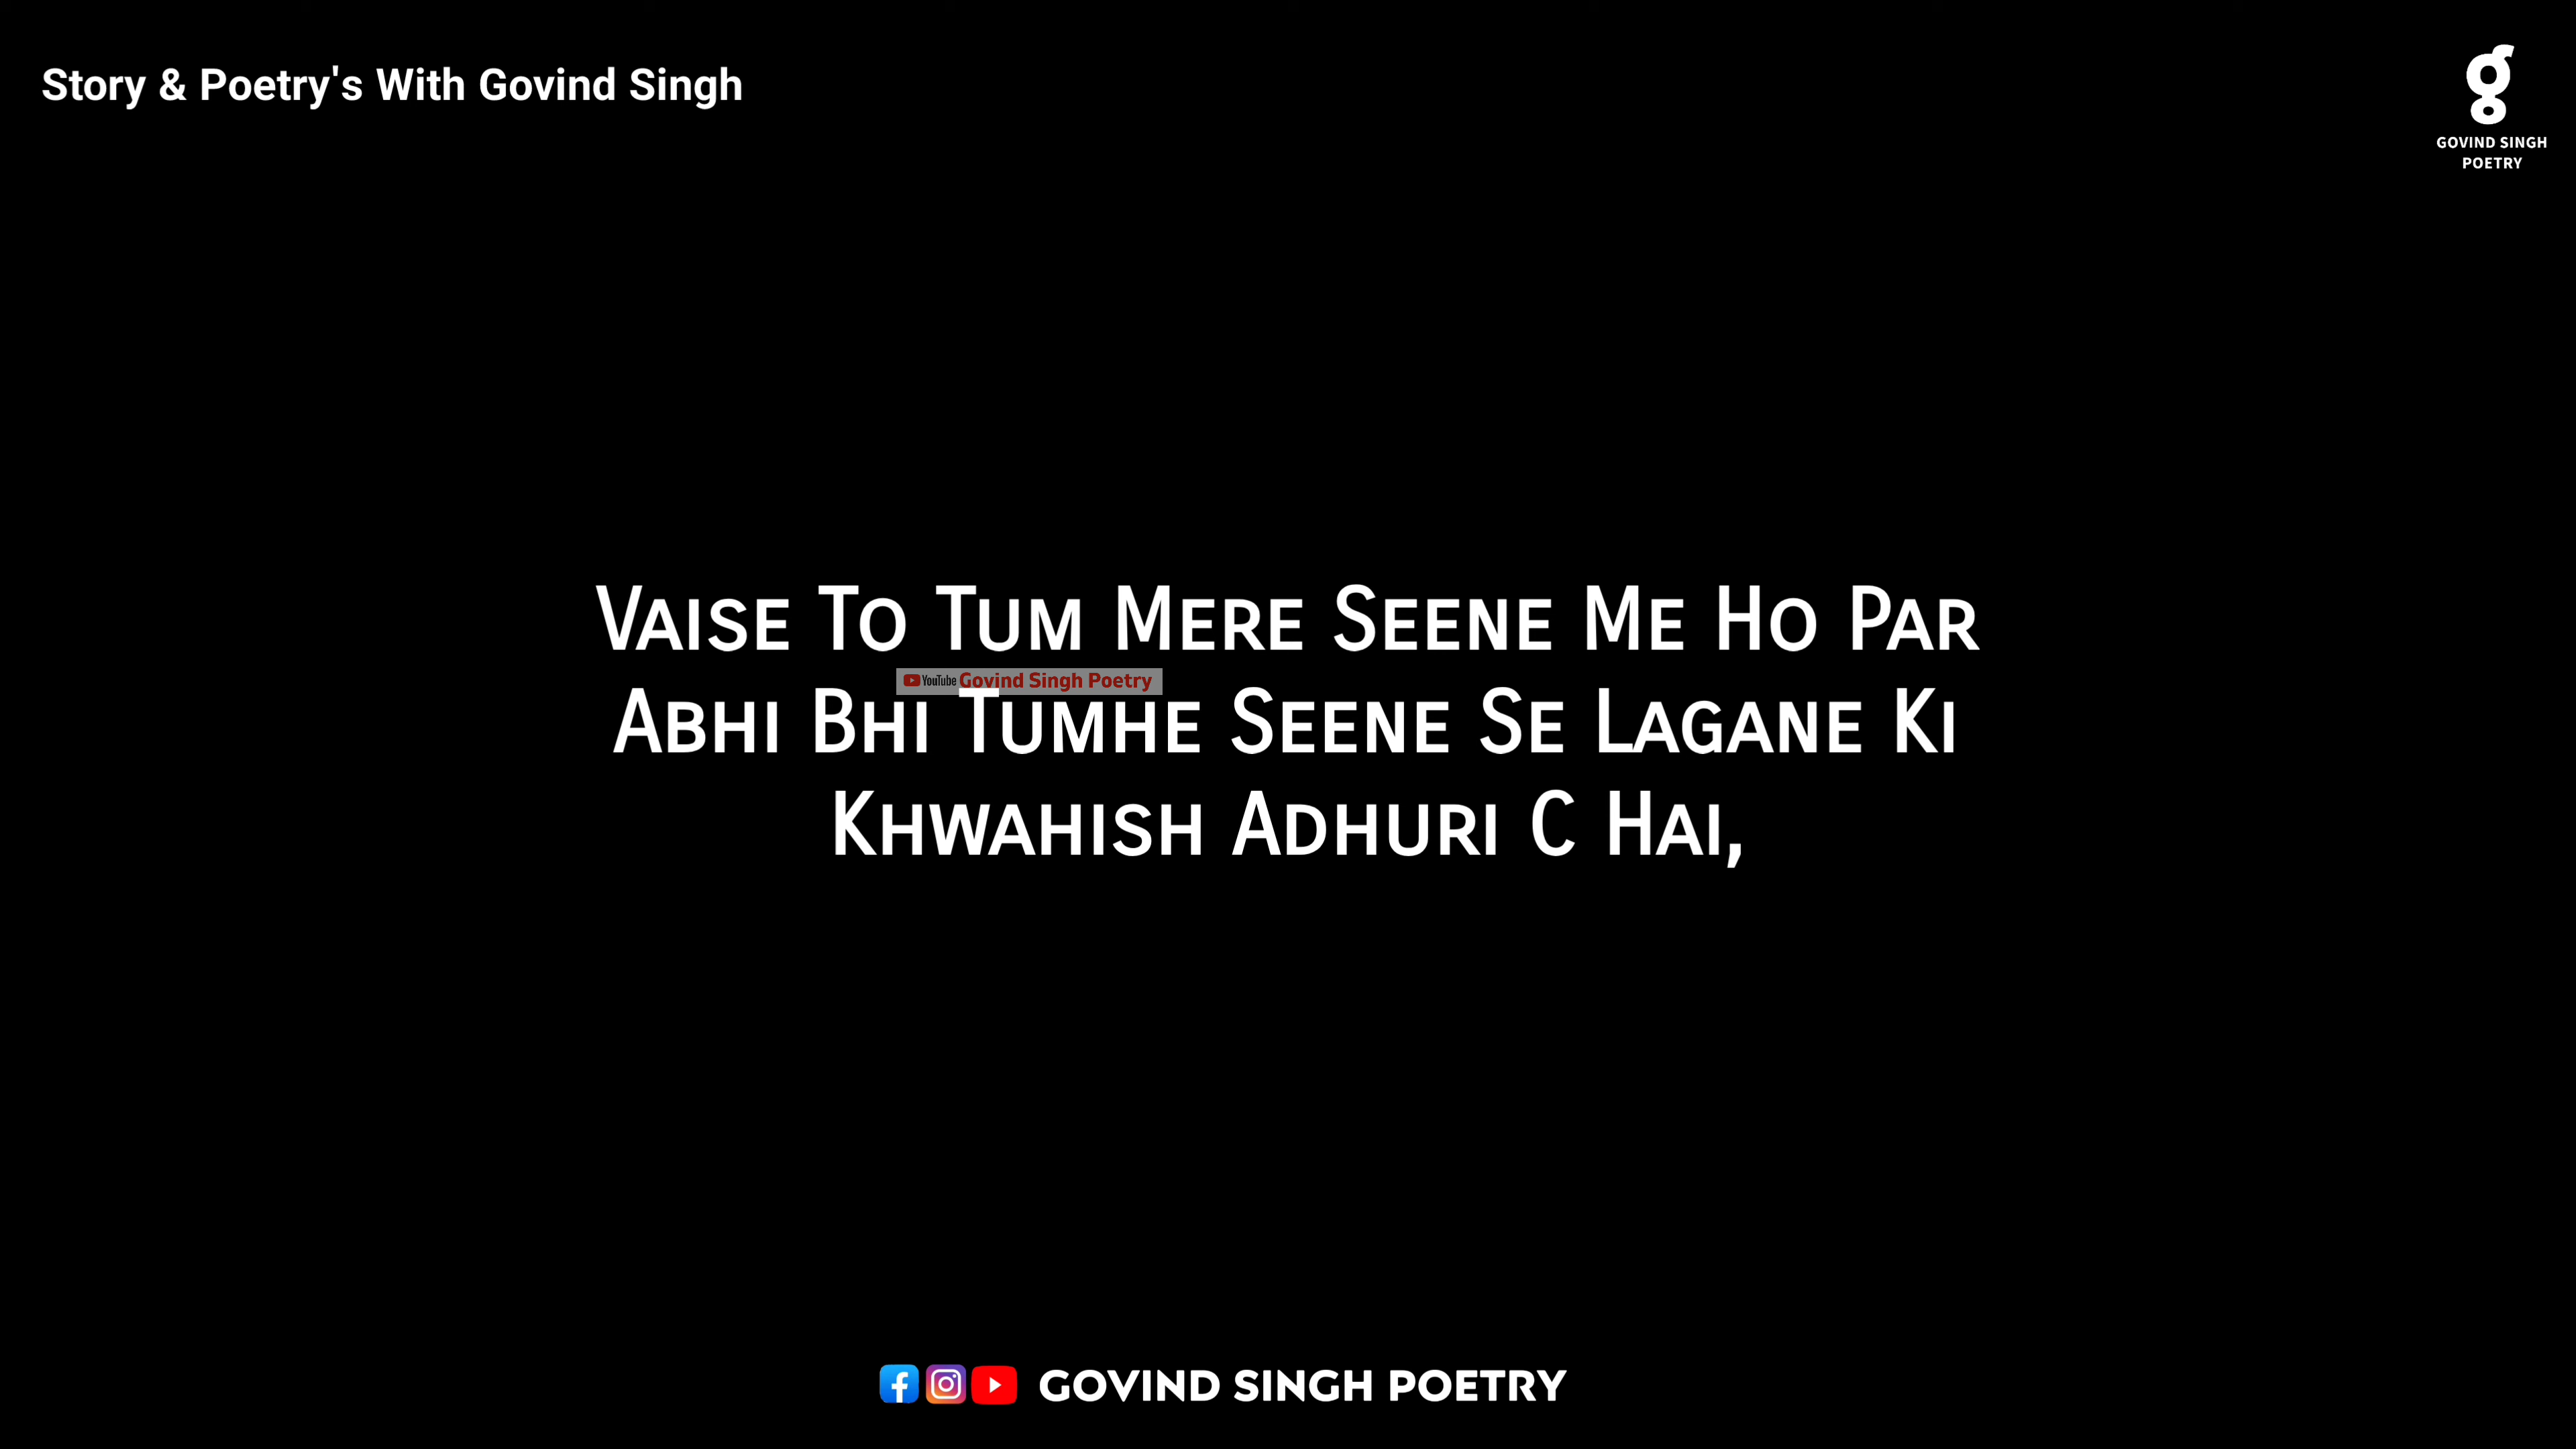 Story & Poetry's With Govind Singh
g
GOVIND SINGH
POETRY
Vaise To Tum Mere Seene Me Ho Par
YouTube Govind Singh Poetry
Abhi Bhi Tumhe Seene Se Lagane Ki
Khwahish Adhuri C Hai,
GOVIND SINGH POETRY